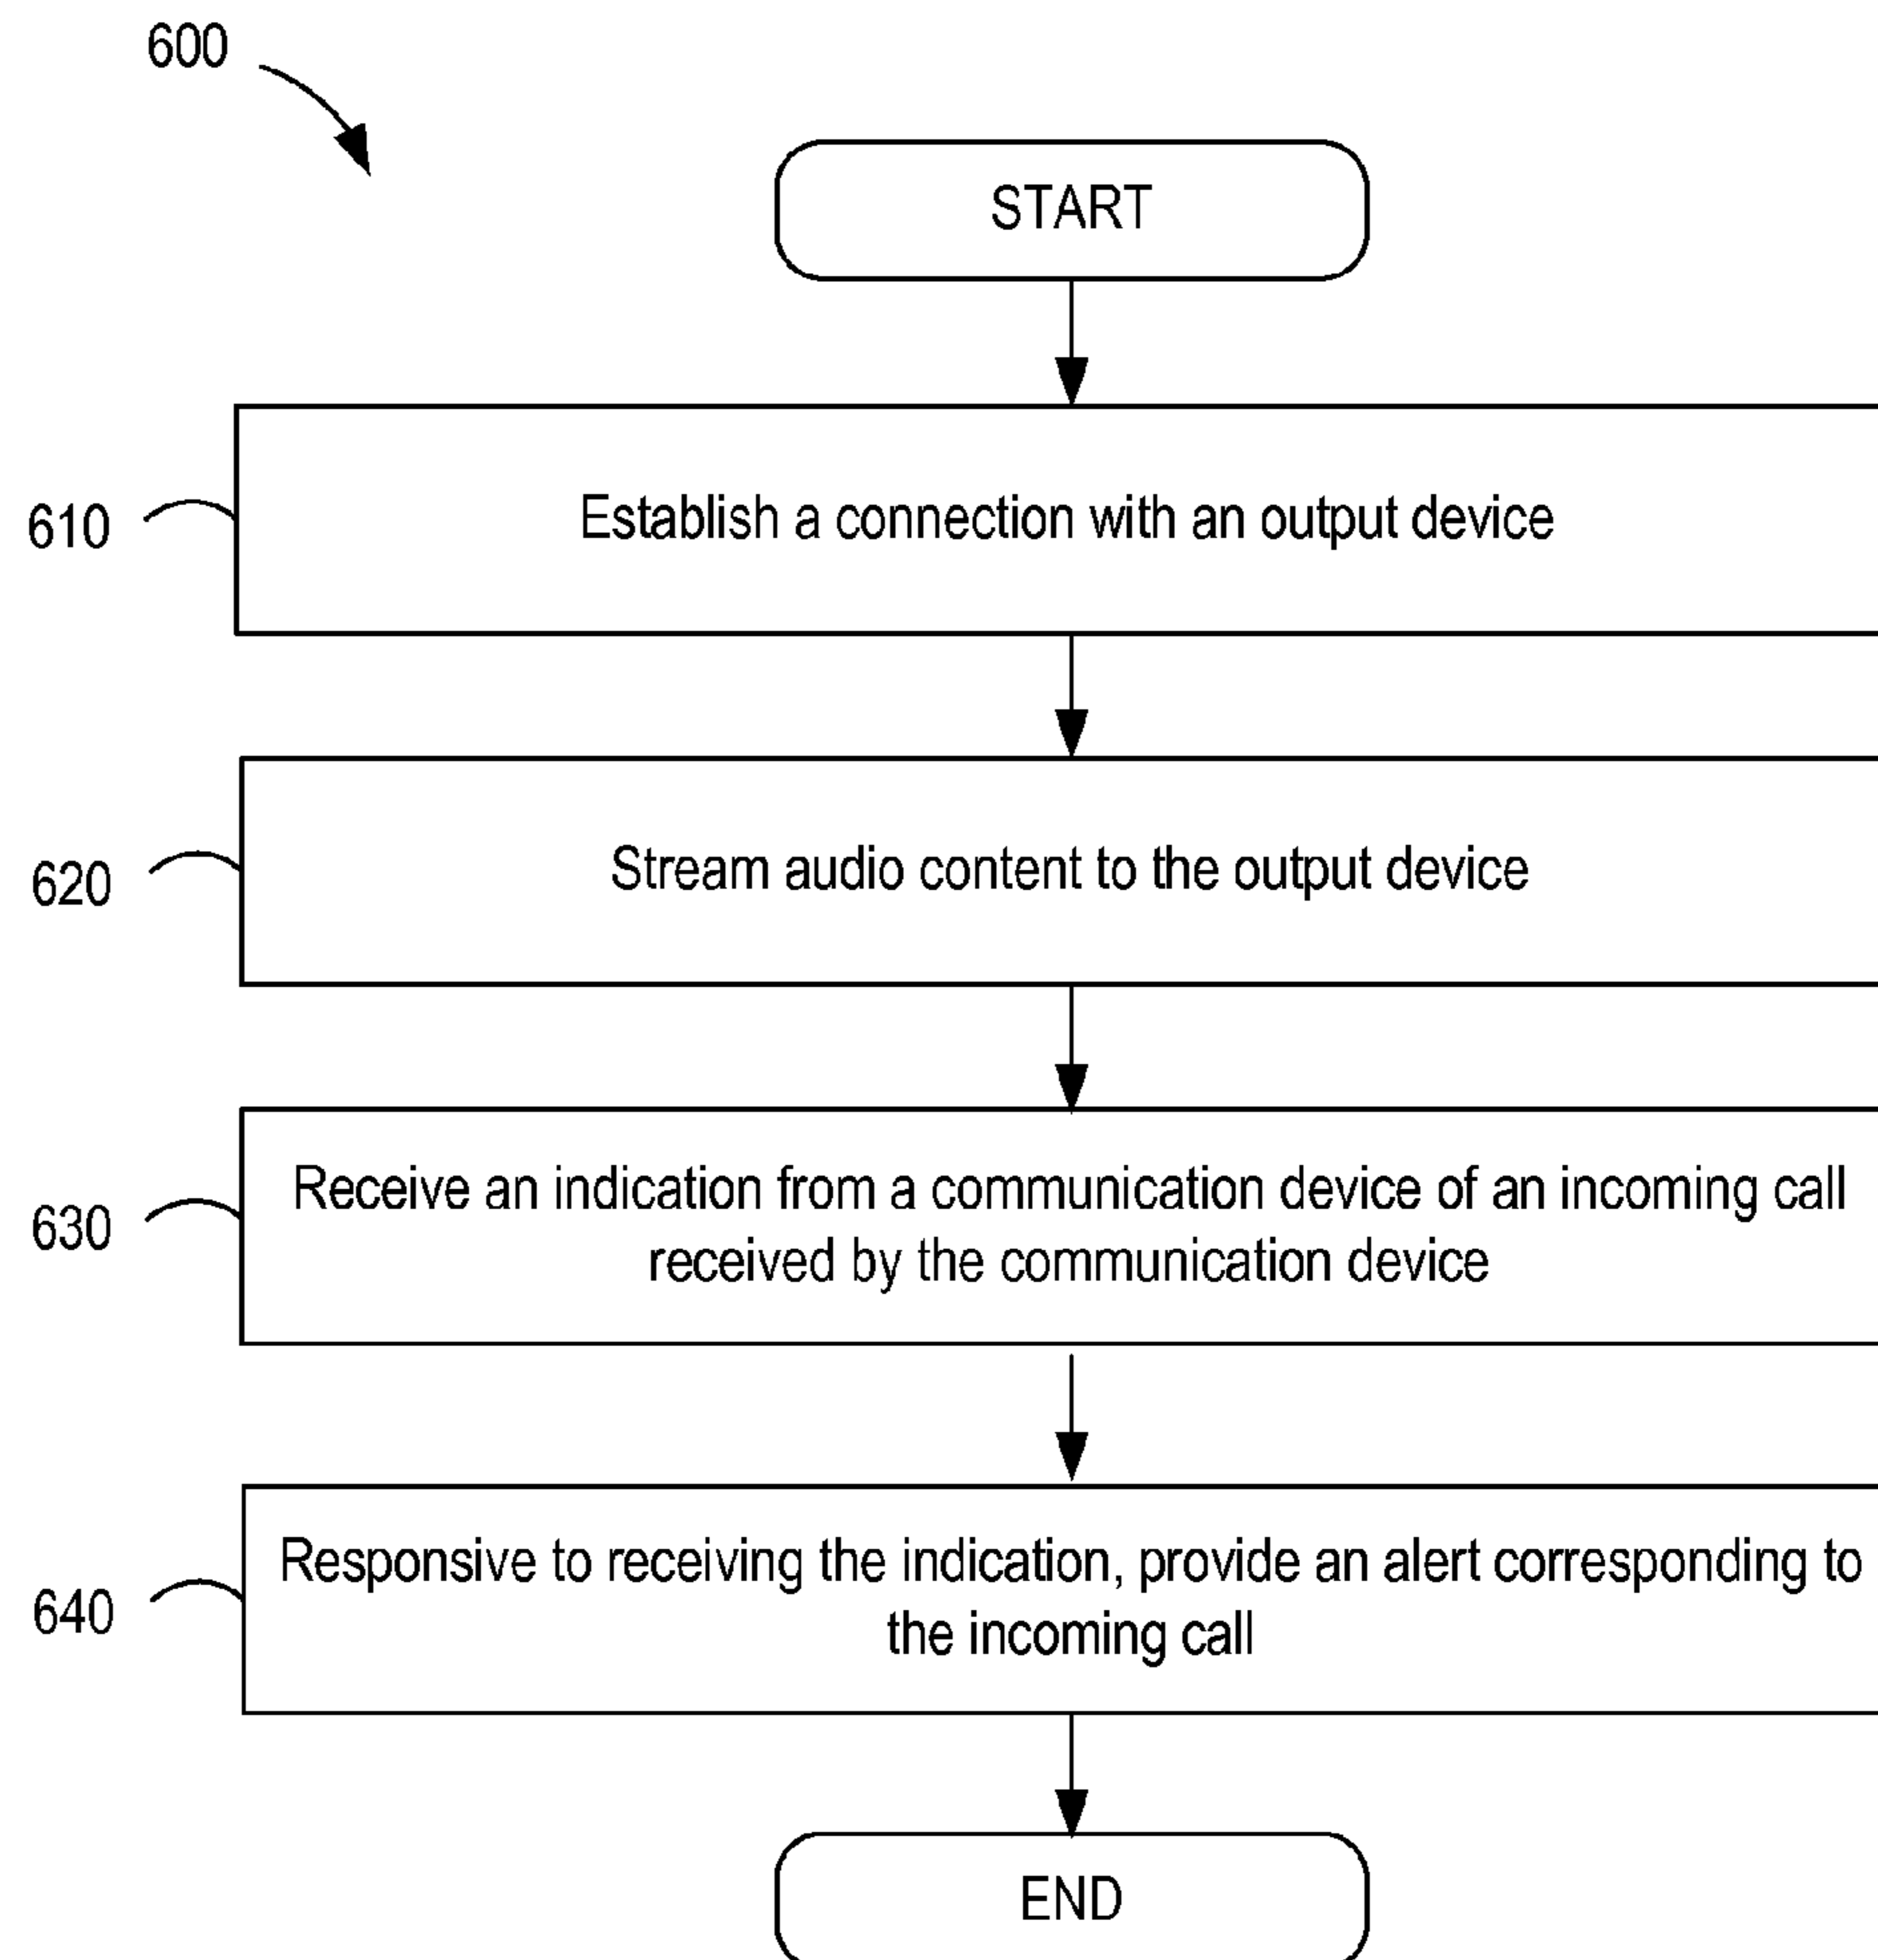 600
START
610
Establish a connection with an output device
620
Stream audio content to the output device
630
Receive an indication from a communication device of an incoming call
received by the communication device
640
Responsive to receiving the indication, provide an alert corresponding to
the incoming call
END